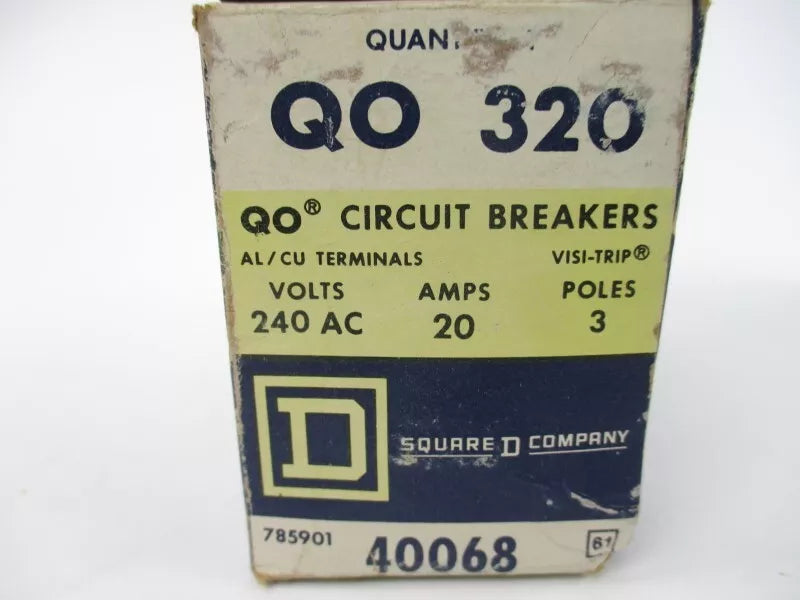 QO 320
QO® CIRCUIT BREAKERS
AL/CU TERMINALS VISI-TRIP®
VOLTS AMPS POLES
240 AC 20 3
D SQUARE D COMPANY
785901 40068 61